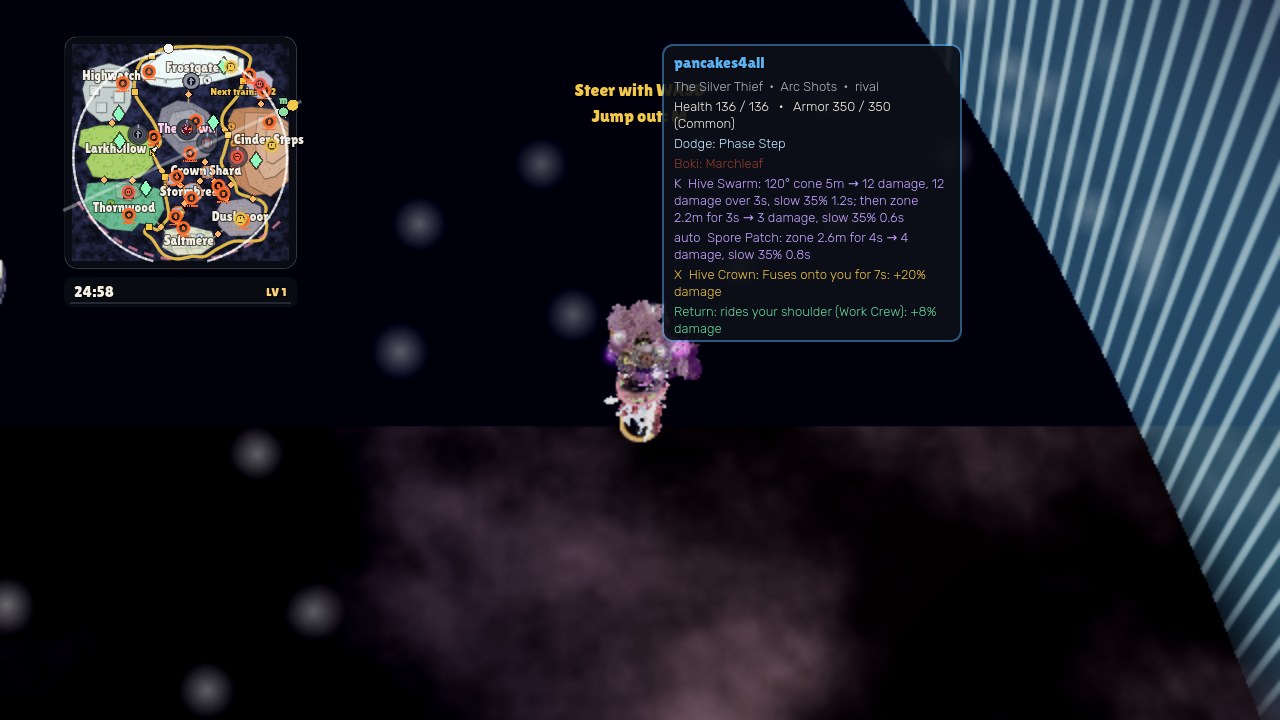 Highwatch
Frostgate
10
Next train:
2
The
Larkhollow
Cinder Steps
Crown Shard
Thornwood
Saltmere
24:58
LV 1
Steer with W
Jump out:
pancakes4all
The Silver Thief • Arc Shots • rival
Health 136 / 136 • Armor 350 / 350
(Common)
Dodge: Phase Step
Boki: Marchleaf
K Hive Swarm: 120° cone 5m → 12 damage, 12
damage over 3s, slow 35% 1.2s; then zone
2.2m for 3s → 3 damage, slow 35% 0.6s
auto Spore Patch: zone 2.6m for 4s → 4
damage, slow 35% 0.8s
X Hive Crown: Fuses onto you for 7s: +20%
damage
Return: rides your shoulder (Work Crew): +8%
damage